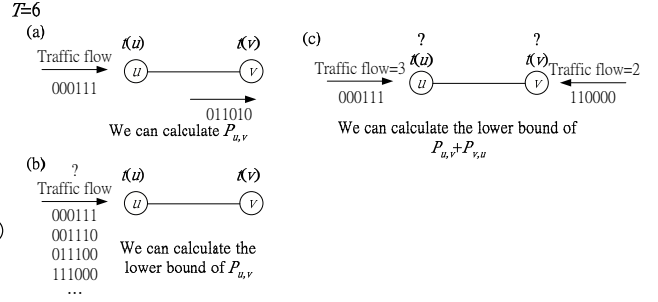 T=6
(a)
t(u) t(v)
Traffic flow
u v
000111
011010
We can calculate P_{u,v}
(b)
?
Traffic flow t(u) t(v)
u v
000111
001110
011100
111000
...
We can calculate the
lower bound of P_{u,v}
(c)
? ?
t(u) t(v)
Traffic flow=3 Traffic flow=2
u v
000111 110000
We can calculate the lower bound of
P_{u,v}+P_{v,u}